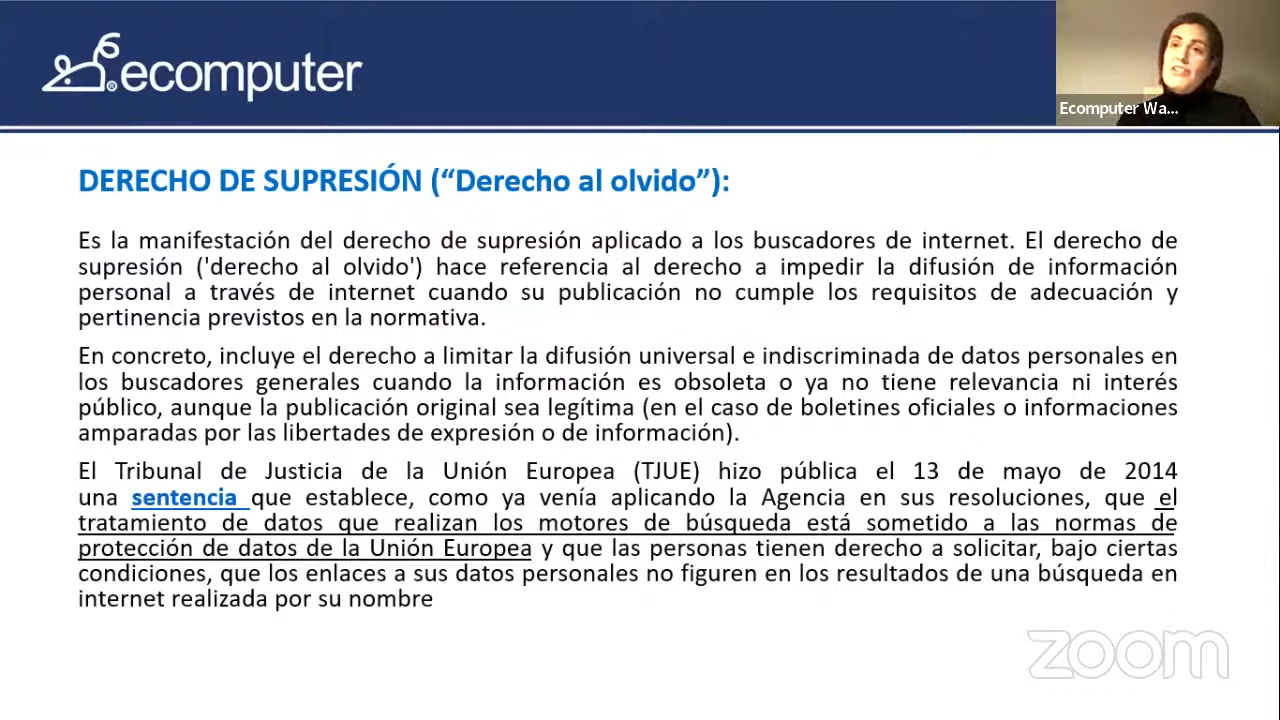 ecomputer
Ecomputer Wa...
DERECHO DE SUPRESIÓN (“Derecho al olvido”):
Es la manifestación del derecho de supresión aplicado a los buscadores de internet. El derecho de
supresión ('derecho al olvido') hace referencia al derecho a impedir la difusión de información
personal a través de internet cuando su publicación no cumple los requisitos de adecuación y
pertinencia previstos en la normativa.
En concreto, incluye el derecho a limitar la difusión universal e indiscriminada de datos personales en
los buscadores generales cuando la información es obsoleta o ya no tiene relevancia ni interés
público, aunque la publicación original sea legítima (en el caso de boletines oficiales o informaciones
amparadas por las libertades de expresión o de información).
El Tribunal de Justicia de la Unión Europea (TJUE) hizo pública el 13 de mayo de 2014
una sentencia que establece, como ya venía aplicando la Agencia en sus resoluciones, que el
tratamiento de datos que realizan los motores de búsqueda está sometido a las normas de
protección de datos de la Unión Europea y que las personas tienen derecho a solicitar, bajo ciertas
condiciones, que los enlaces a sus datos personales no figuren en los resultados de una búsqueda en
internet realizada por su nombre
zoom